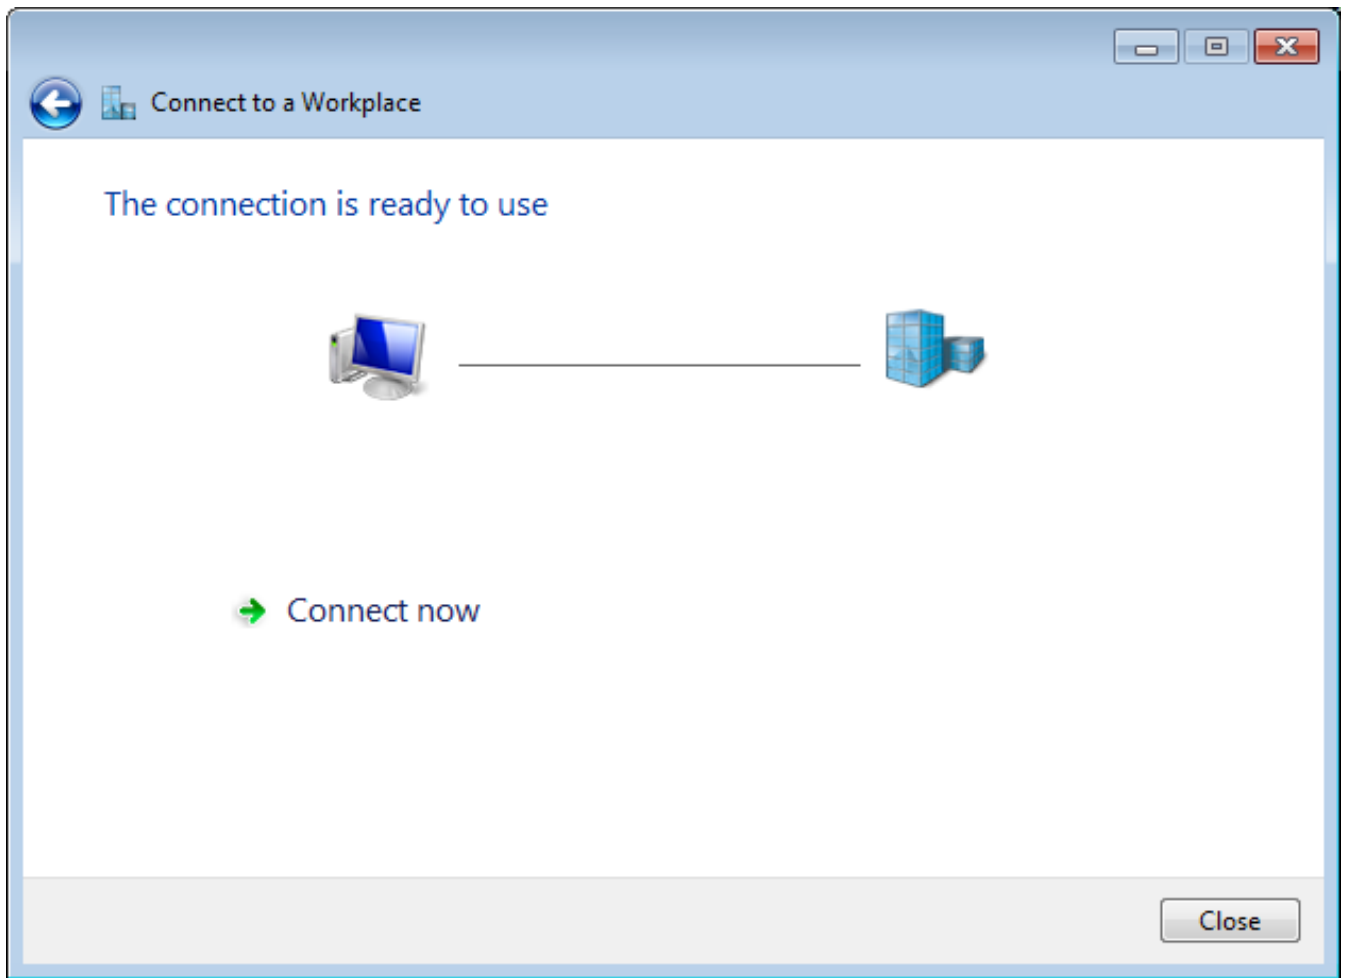 Connect to a Workplace
The connection is ready to use
Connect now
Close